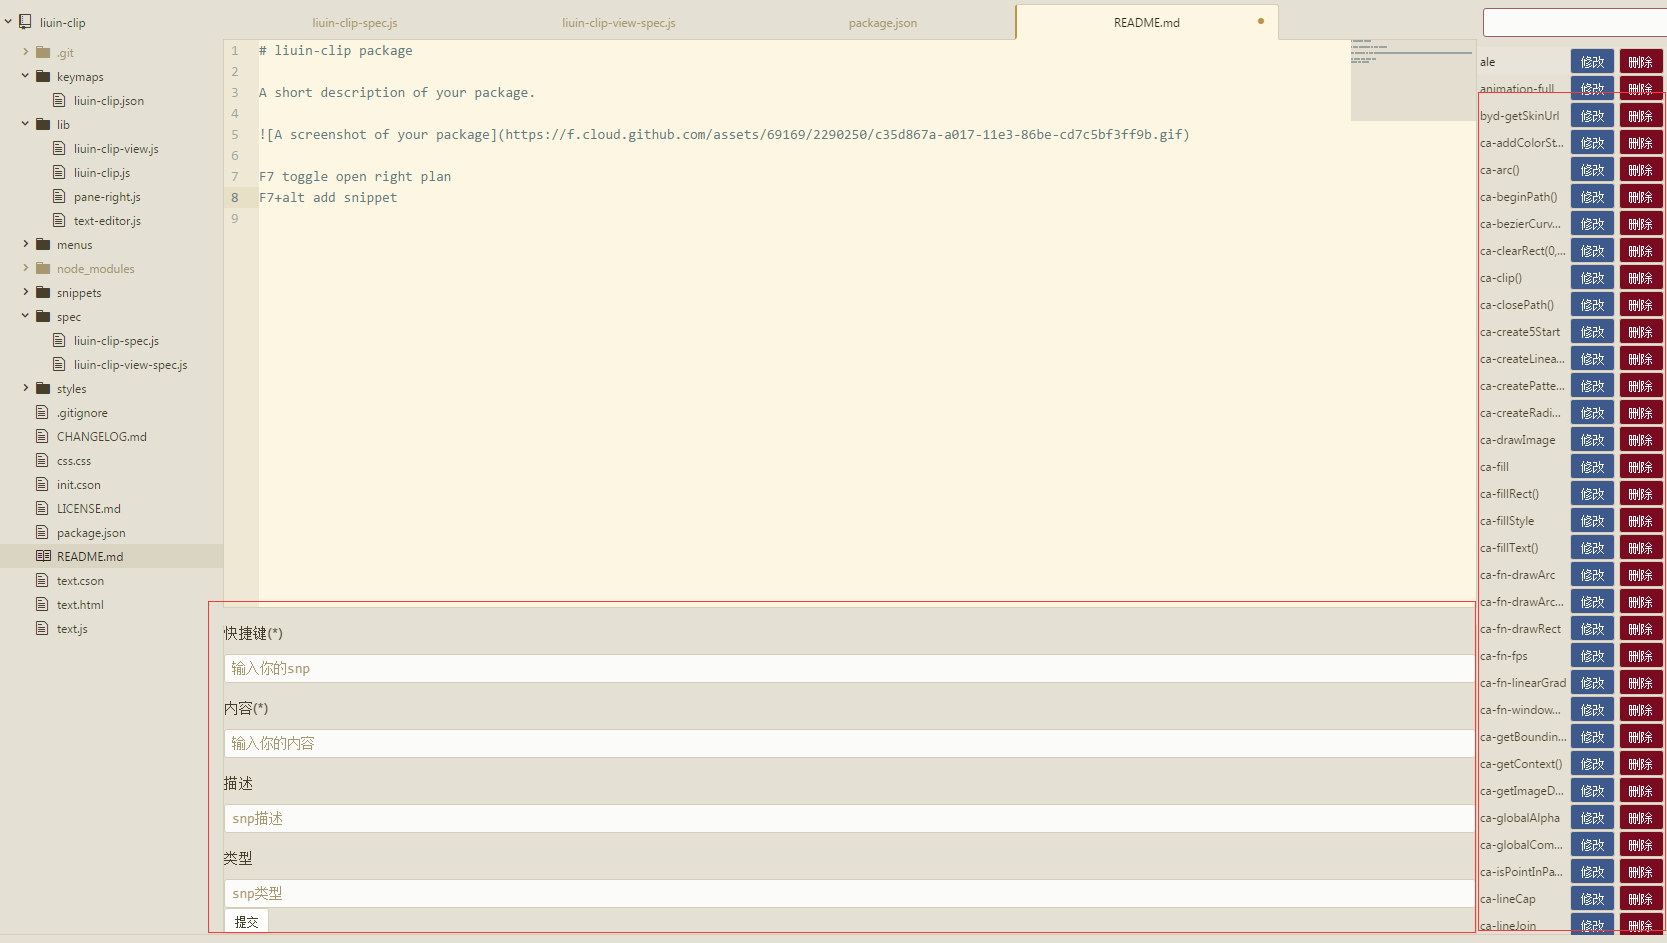 liuin-clip
.git
keymaps
liuin-clip.json
lib
liuin-clip-view.js
liuin-clip.js
pane-right.js
text-editor.js
menus
node_modules
snippets
spec
liuin-clip-spec.js
liuin-clip-view-spec.js
styles
.gitignore
CHANGELOG.md
css.css
init.cson
LICENSE.md
package.json
README.md
text.cson
text.html
text.js
liuin-clip-spec.js
liuin-clip-view-spec.js
package.json
README.md
1 # liuin-clip package
2
3 A short description of your package.
4
5 ![A screenshot of your package](https://f.cloud.github.com/assets/69169/2290250/c35d867a-a017-11e3-86be-cd7c5bf3ff9b.gif)
6
7 F7 toggle open right plan
8 F7+alt add snippet
9
快捷键(*)
输入你的snp
内容(*)
输入你的内容
描述
snp描述
类型
snp类型
提交
ale 修改 删除
animation-full 修改 删除
byd-getSkinUrl 修改 删除
ca-addColorSt... 修改 删除
ca-arc() 修改 删除
ca-beginPath() 修改 删除
ca-bezierCurv... 修改 删除
ca-clearRect(0,... 修改 删除
ca-clip() 修改 删除
ca-closePath() 修改 删除
ca-create5Start 修改 删除
ca-createLinea... 修改 删除
ca-createPatte... 修改 删除
ca-createRadi... 修改 删除
ca-drawImage 修改 删除
ca-fill 修改 删除
ca-fillRect() 修改 删除
ca-fillStyle 修改 删除
ca-fillText() 修改 删除
ca-fn-drawArc 修改 删除
ca-fn-drawArc... 修改 删除
ca-fn-drawRect 修改 删除
ca-fn-fps 修改 删除
ca-fn-linearGrad 修改 删除
ca-fn-window... 修改 删除
ca-getBoundin... 修改 删除
ca-getContext() 修改 删除
ca-getImageD... 修改 删除
ca-globalAlpha 修改 删除
ca-globalCom... 修改 删除
ca-isPointInPa... 修改 删除
ca-lineCap 修改 删除
ca-lineJoin 修改 删除